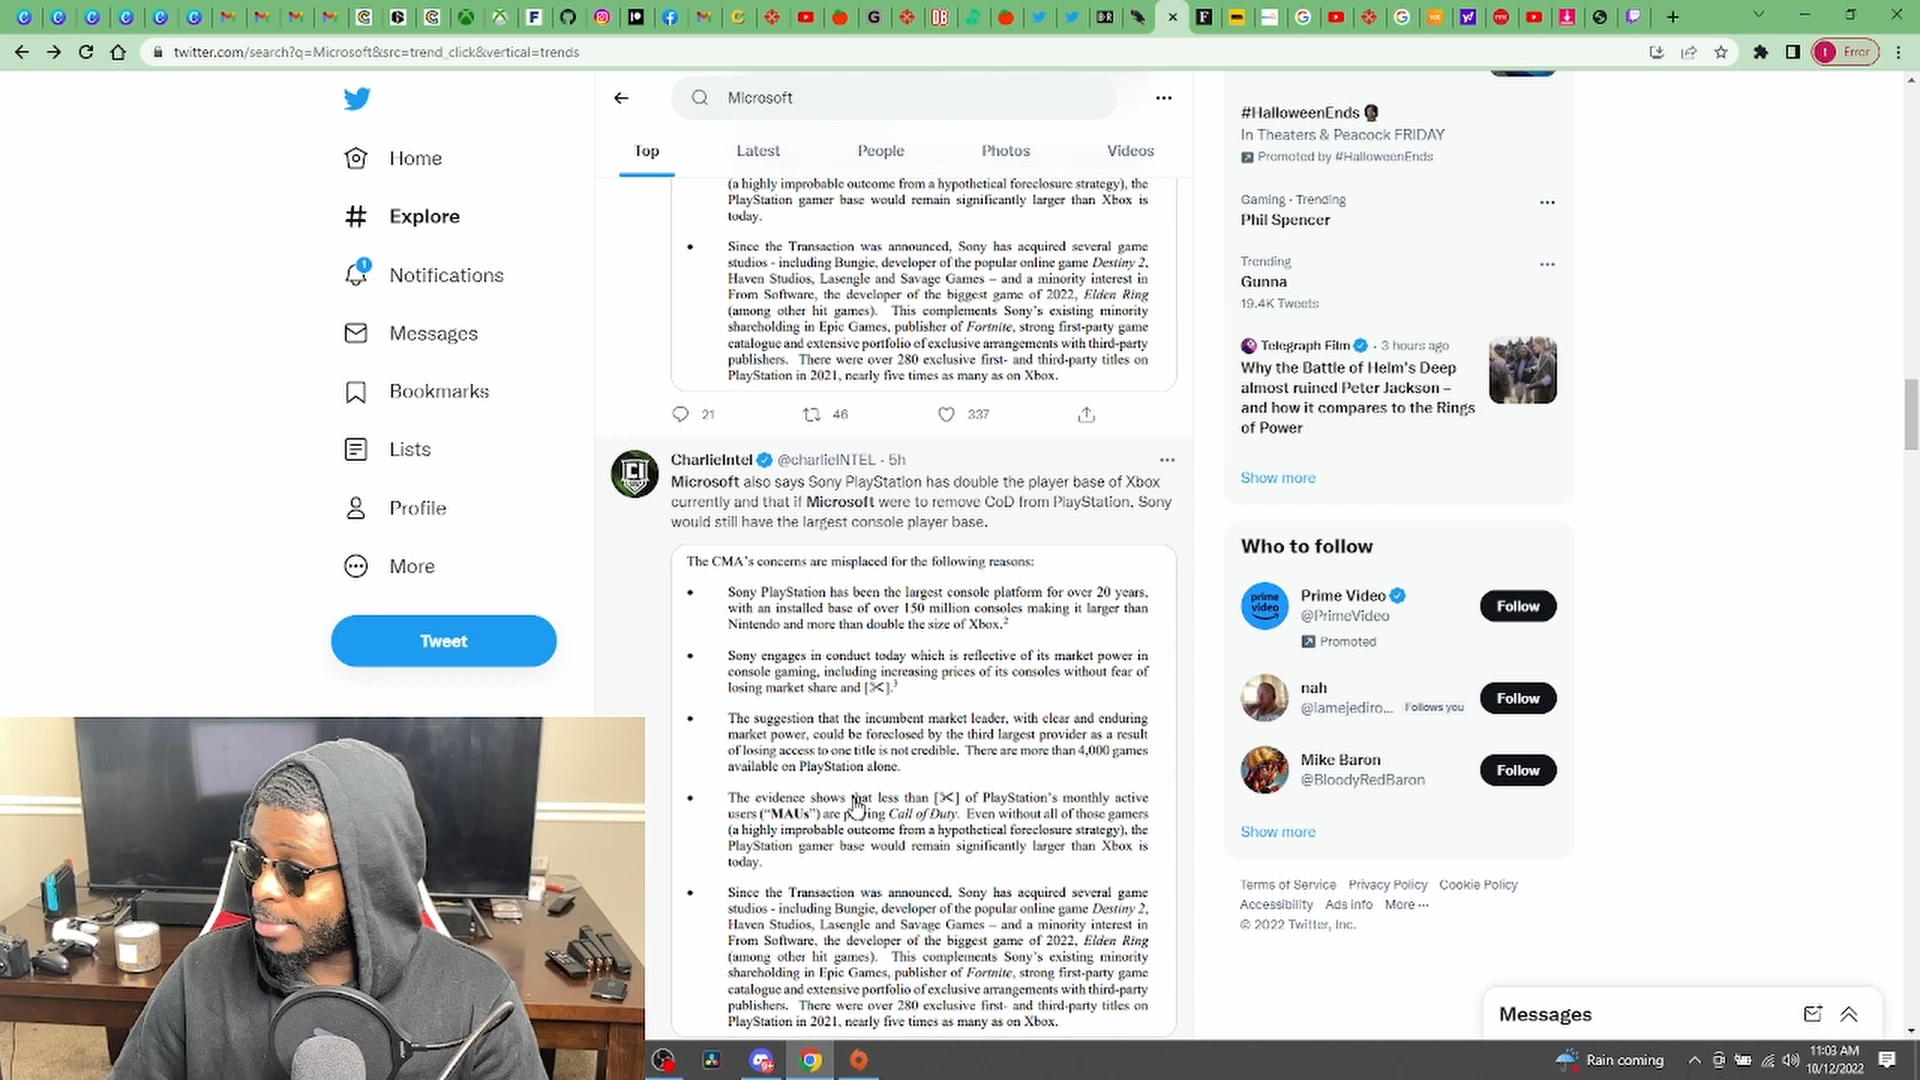 twitter.com/search?q=Microsoft&src=trend_click&vertical=trends
Error
Home
Explore
1
Notifications
Messages
Bookmarks
Lists
Profile
More
Tweet
Microsoft
Top
Latest
People
Photos
Videos
(a highly improbable outcome from a hypothetical foreclosure strategy), the
PlayStation gamer base would remain significantly larger than Xbox is
today.
• Since the Transaction was announced, Sony has acquired several game
studios - including Bungie, developer of the popular online game Destiny 2,
Haven Studios, Lasengle and Savage Games – and a minority interest in
From Software, the developer of the biggest game of 2022, Elden Ring
(among other hit games). This complements Sony's existing minority
shareholding in Epic Games, publisher of Fortnite, strong first-party game
catalogue and extensive portfolio of exclusive arrangements with third-party
publishers. There were over 280 exclusive first- and third-party titles on
PlayStation in 2021, nearly five times as many as on Xbox.
21
46
337
CharlieIntel @charlieINTEL · 5h
Microsoft also says Sony PlayStation has double the player base of Xbox
currently and that if Microsoft were to remove CoD from PlayStation, Sony
would still have the largest console player base.
The CMA's concerns are misplaced for the following reasons:
• Sony PlayStation has been the largest console platform for over 20 years,
with an installed base of over 150 million consoles making it larger than
Nintendo and more than double the size of Xbox.2
• Sony engages in conduct today which is reflective of its market power in
console gaming, including increasing prices of its consoles without fear of
losing market share and [✂].3
• The suggestion that the incumbent market leader, with clear and enduring
market power, could be foreclosed by the third largest provider as a result
of losing access to one title is not credible. There are more than 4,000 games
available on PlayStation alone.
• The evidence shows that less than [✂] of PlayStation's monthly active
users ("MAUs") are playing Call of Duty. Even without all of those gamers
(a highly improbable outcome from a hypothetical foreclosure strategy), the
PlayStation gamer base would remain significantly larger than Xbox is
today.
• Since the Transaction was announced, Sony has acquired several game
studios - including Bungie, developer of the popular online game Destiny 2,
Haven Studios, Lasengle and Savage Games – and a minority interest in
From Software, the developer of the biggest game of 2022, Elden Ring
(among other hit games). This complements Sony's existing minority
shareholding in Epic Games, publisher of Fortnite, strong first-party game
catalogue and extensive portfolio of exclusive arrangements with third-party
publishers. There were over 280 exclusive first- and third-party titles on
PlayStation in 2021, nearly five times as many as on Xbox.
#HalloweenEnds
In Theaters & Peacock FRIDAY
Promoted by #HalloweenEnds
Gaming · Trending
Phil Spencer
Trending
Gunna
19.4K Tweets
Telegraph Film · 3 hours ago
Why the Battle of Helm's Deep
almost ruined Peter Jackson –
and how it compares to the Rings
of Power
Show more
Who to follow
prime video
Prime Video
@PrimeVideo
Promoted
Follow
nah
@lamejediro... Follows you
Follow
Mike Baron
@BloodyRedBaron
Follow
Show more
Terms of Service Privacy Policy Cookie Policy
Accessibility Ads info More ···
© 2022 Twitter, Inc.
Messages
Rain coming
11:03 AM
10/12/2022